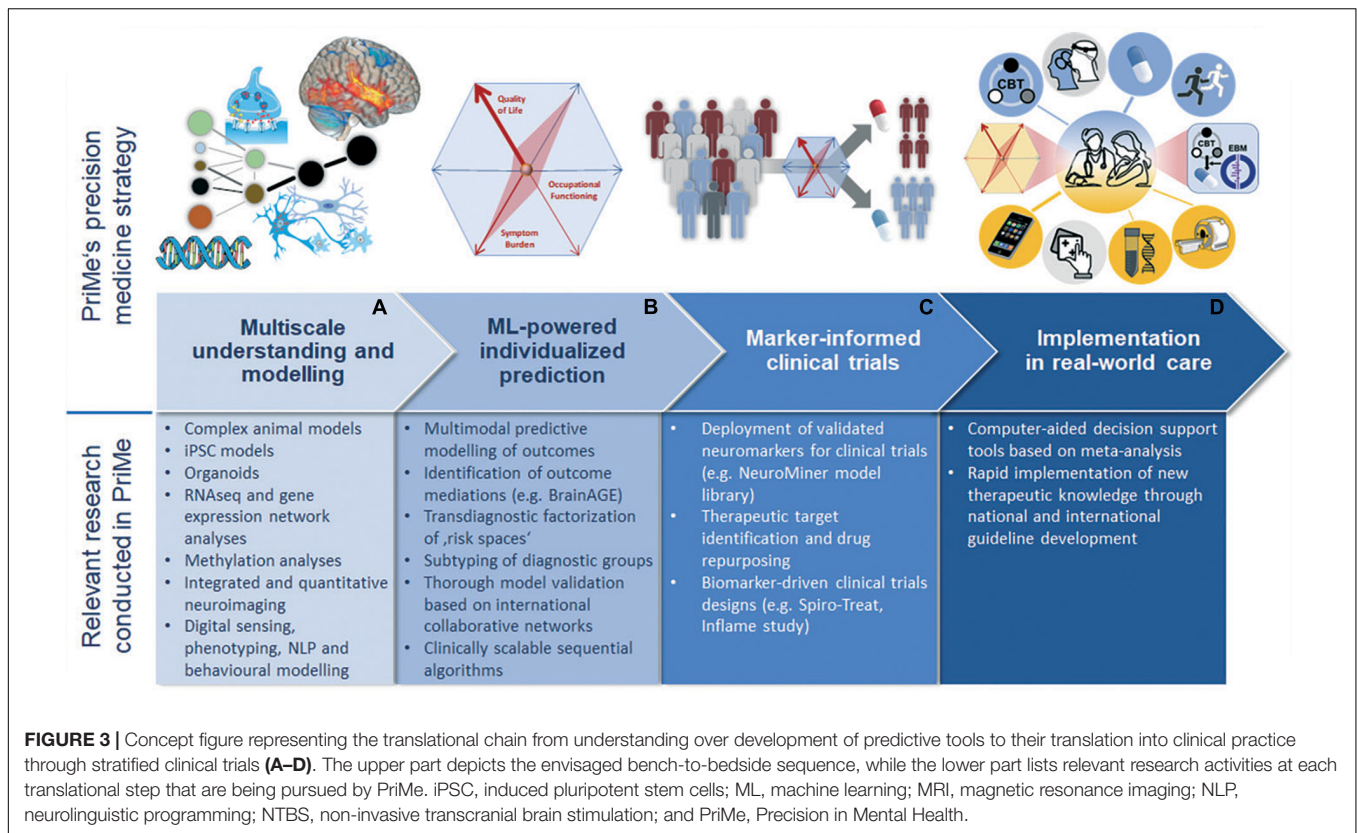 PriMe‘s precision
medicine strategy
Quality
of Life
Occupational
Functioning
Symptom
Burden
CBT
CBT
EBM
A
Multiscale
understanding and
modelling
B
ML-powered
individualized
prediction
C
Marker-informed
clinical trials
D
Implementation
in real-world care
Relevant research
conducted in PriMe
• Complex animal models
• iPSC models
• Organoids
• RNAseq and gene
expression network
analyses
• Methylation analyses
• Integrated and quantitative
neuroimaging
• Digital sensing,
phenotyping, NLP and
behavioural modelling
• Multimodal predictive
modelling of outcomes
• Identification of outcome
mediations (e.g. BrainAGE)
• Transdiagnostic factorization
of ‚risk spaces‘
• Subtyping of diagnostic groups
• Thorough model validation
based on international
collaborative networks
• Clinically scalable sequential
algorithms
• Deployment of validated
neuromarkers for clinical trials
(e.g. NeuroMiner model
library)
• Therapeutic target
identification and drug
repurposing
• Biomarker-driven clinical trials
designs (e.g. Spiro-Treat,
Inflame study)
• Computer-aided decision support
tools based on meta-analysis
• Rapid implementation of new
therapeutic knowledge through
national and international
guideline development
FIGURE 3 | Concept figure representing the translational chain from understanding over development of predictive tools to their translation into clinical practice
through stratified clinical trials (A–D). The upper part depicts the envisaged bench-to-bedside sequence, while the lower part lists relevant research activities at each
translational step that are being pursued by PriMe. iPSC, induced pluripotent stem cells; ML, machine learning; MRI, magnetic resonance imaging; NLP,
neurolinguistic programming; NTBS, non-invasive transcranial brain stimulation; and PriMe, Precision in Mental Health.